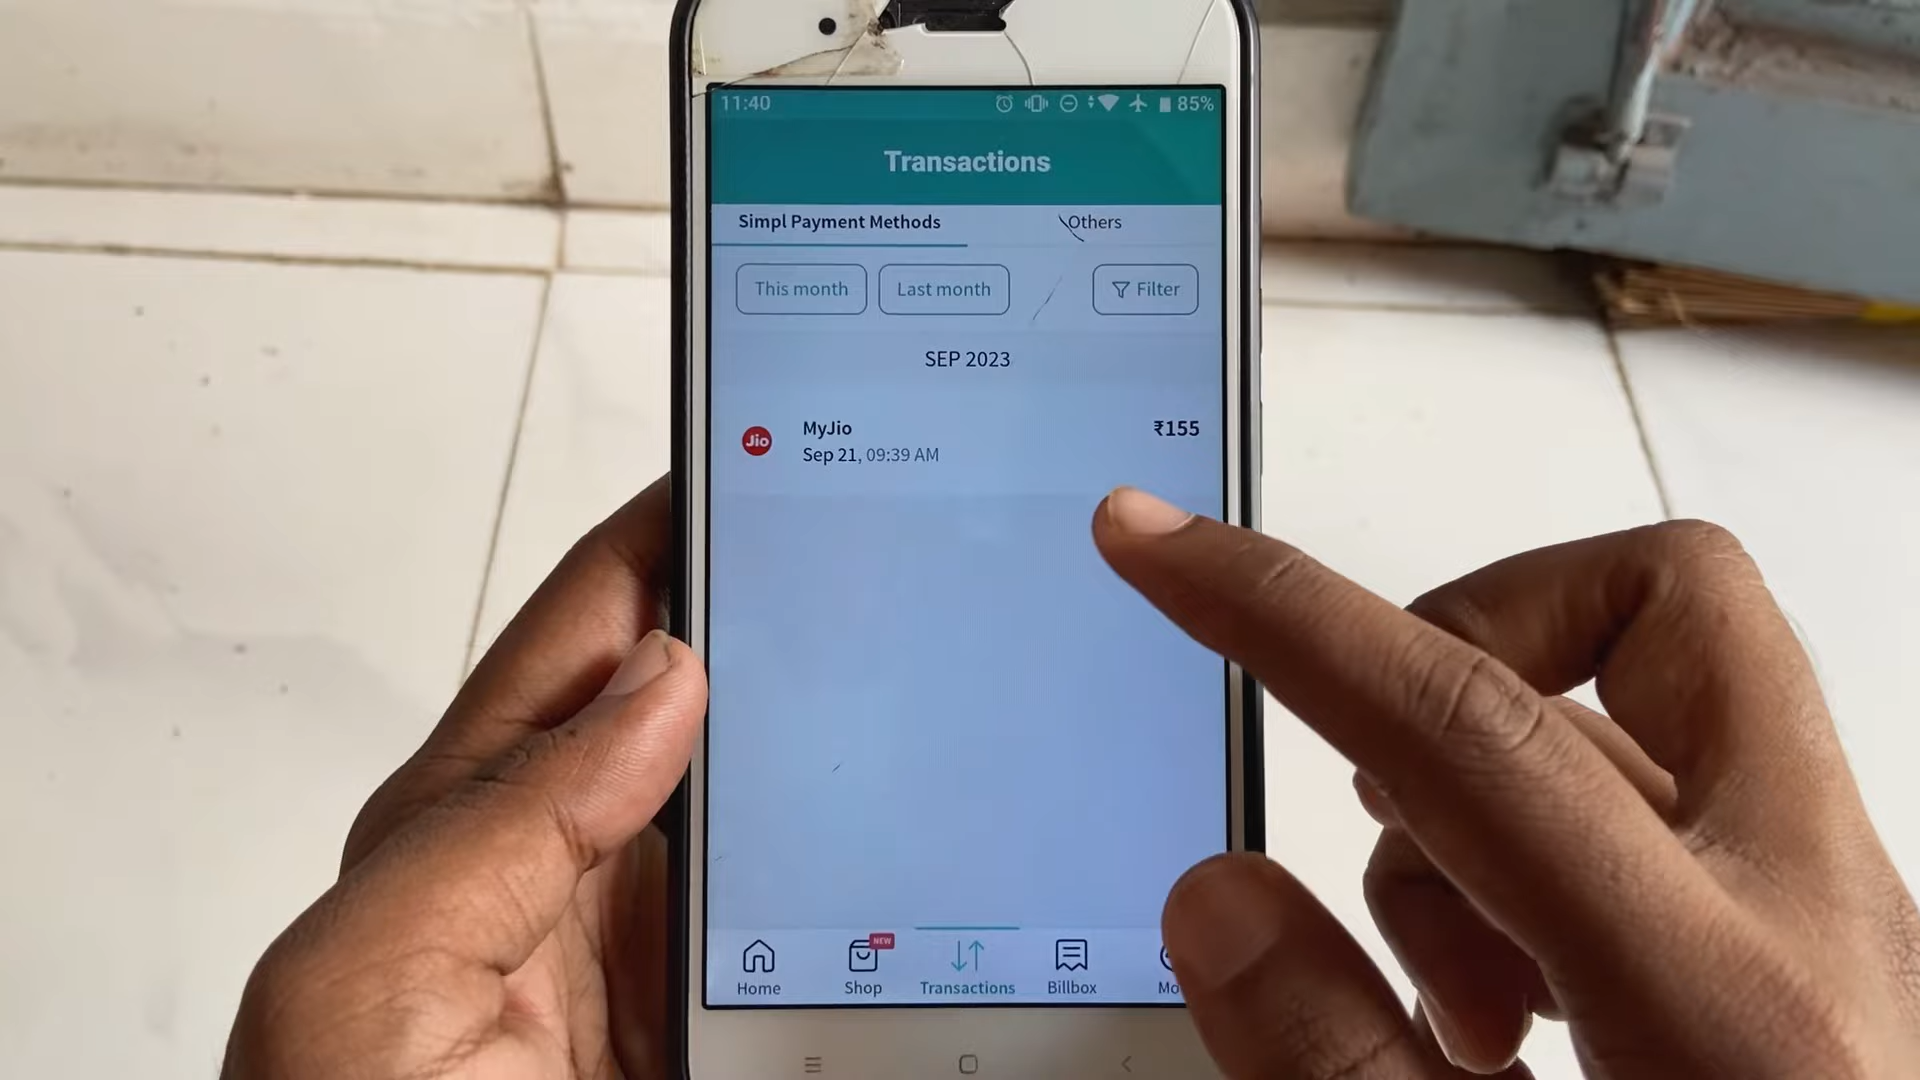 11:40 85%
Transactions
Simpl Payment Methods Others
This month Last month Filter
SEP 2023
Jio MyJio ₹155
Sep 21, 09:39 AM
NEW
Home Shop Transactions Billbox Mo